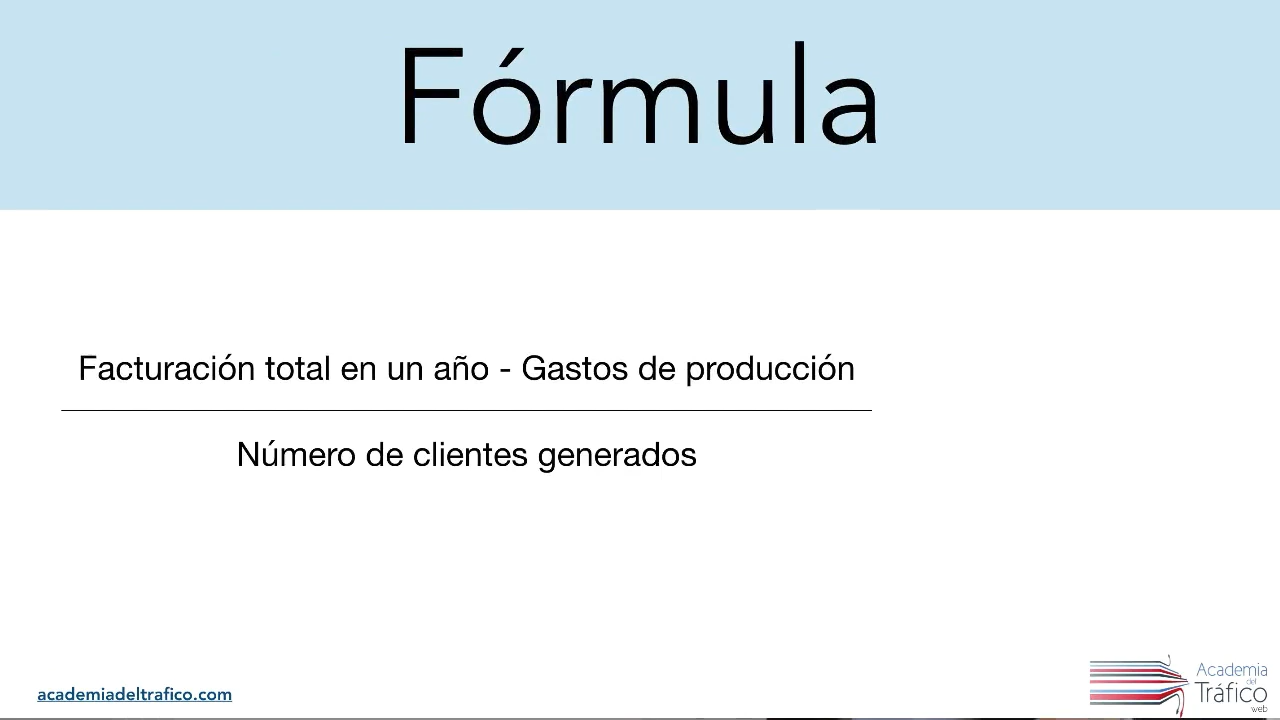 Fórmula
Facturación total en un año - Gastos de producción
Número de clientes generados
academiadeltrafico.com
Academia
del
Tráfico
web